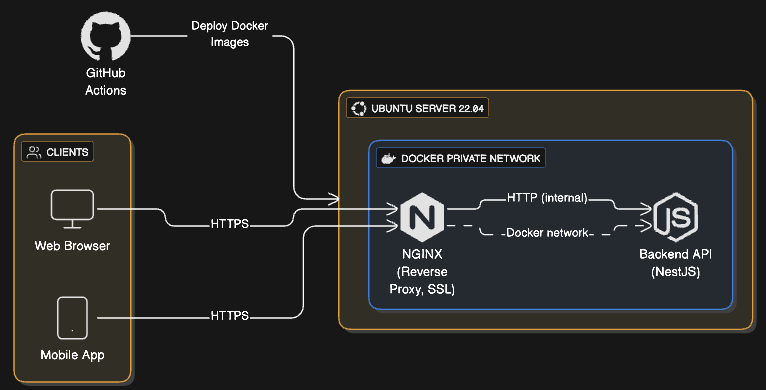 Deploy Docker
Images
GitHub
Actions
UBUNTU SERVER 22.04
CLIENTS
DOCKER PRIVATE NETWORK
HTTP (internal)
HTTPS
Docker network
N
JS
Web Browser
NGINX
(Reverse
Proxy, SSL)
Backend API
(NestJS)
HTTPS
Mobile App